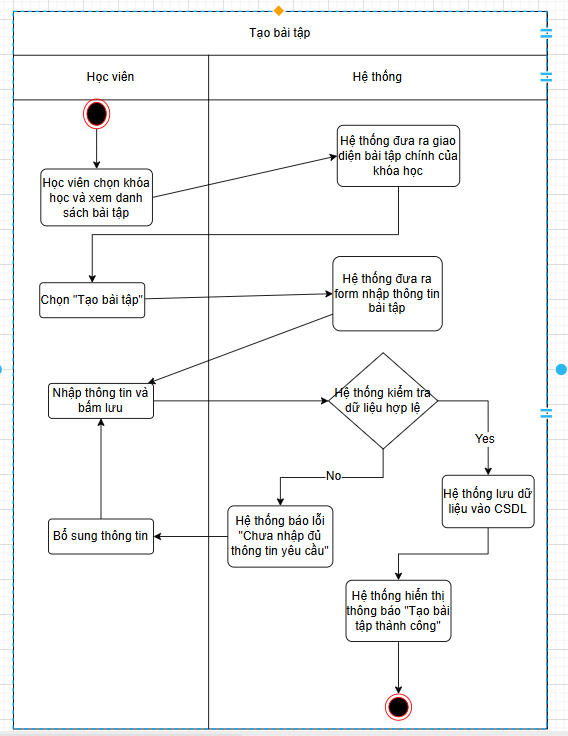 Tạo bài tập
Học viên
Hệ thống
Hệ thống đưa ra giao
diện bài tập chính của
khóa học
Học viên chọn khóa
học và xem danh
sách bài tập
Chọn "Tạo bài tập"
Hệ thống đưa ra
form nhập thông tin
bài tập
Nhập thông tin và
bấm lưu
Hệ thống kiểm tra
dữ liệu hợp lệ
Yes
No
Hệ thống lưu dữ
liệu vào CSDL
Hệ thống báo lỗi
"Chưa nhập đủ
thông tin yêu cầu"
Bổ sung thông tin
Hệ thống hiển thị
thông báo "Tạo bài
tập thành công"